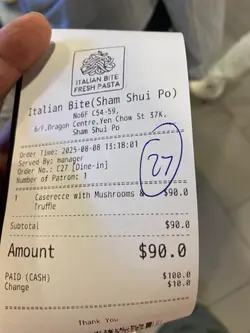 ITALIAN BITE
FRESH PASTA
Italian Bite(Sham Shui Po)
No6F C54-59,
6/F,Dragon Centre,Yen Chow St 37K,
Sham Shui Po
Order Time: 2025-08-08 13:18:01
Served By: manager
Order No.: C27 [Dine-in]
Number of Patron: 1
27
1 Caserecce with Mushrooms & $90.0
Truffle
Subtotal $90.0
Amount $90.0
PAID (CASH) $100.0
Change $10.0
Thank You